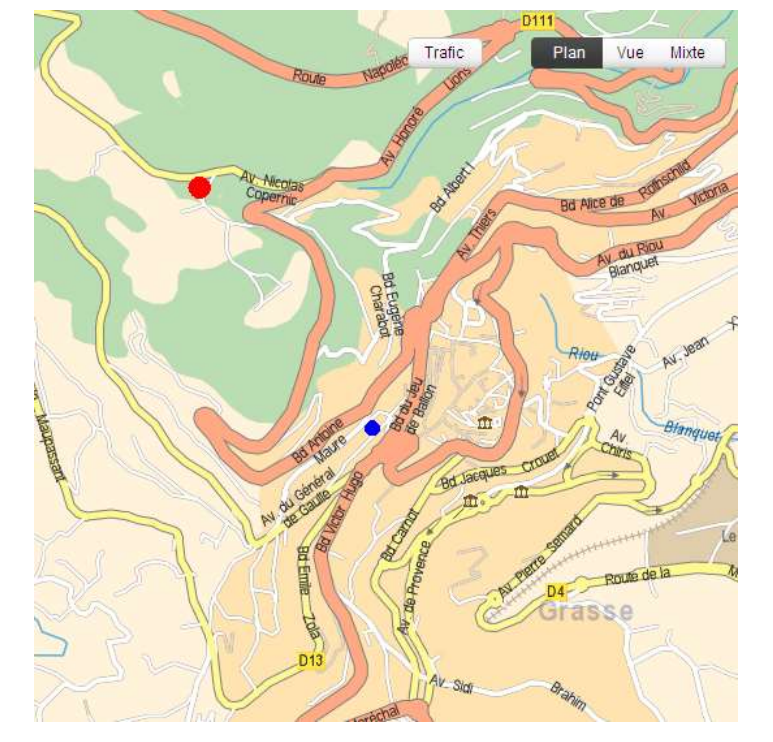 D111
Trafic
Plan
Vue
Mixte
Route Napoléo
Av. Honoré Lions
Av. Nicolas
Copernic
Bd Albert I
Bd Alice de Rothschild
Av. Victoria
Av. Thiers
Av. du Riou
Blanquet
Bd Eugène
Charabot
Riou
Av. Jean X
Pont Gustave
Eiffel
Bd du Jeu
de Ballon
Maupassant
Bd Antoine
Maure
Blanquet
Av.
Chiris
Bd Jacques Crouet
Av. du Général
de Gaulle
Bd Victor Hugo
Bd Carnot
Le
Av. Pierre Semard
Bd Emile Zola
Av. de Provence
Route de la M
D4
Grasse
D13
Av. Sidi Brahim
Maréchal